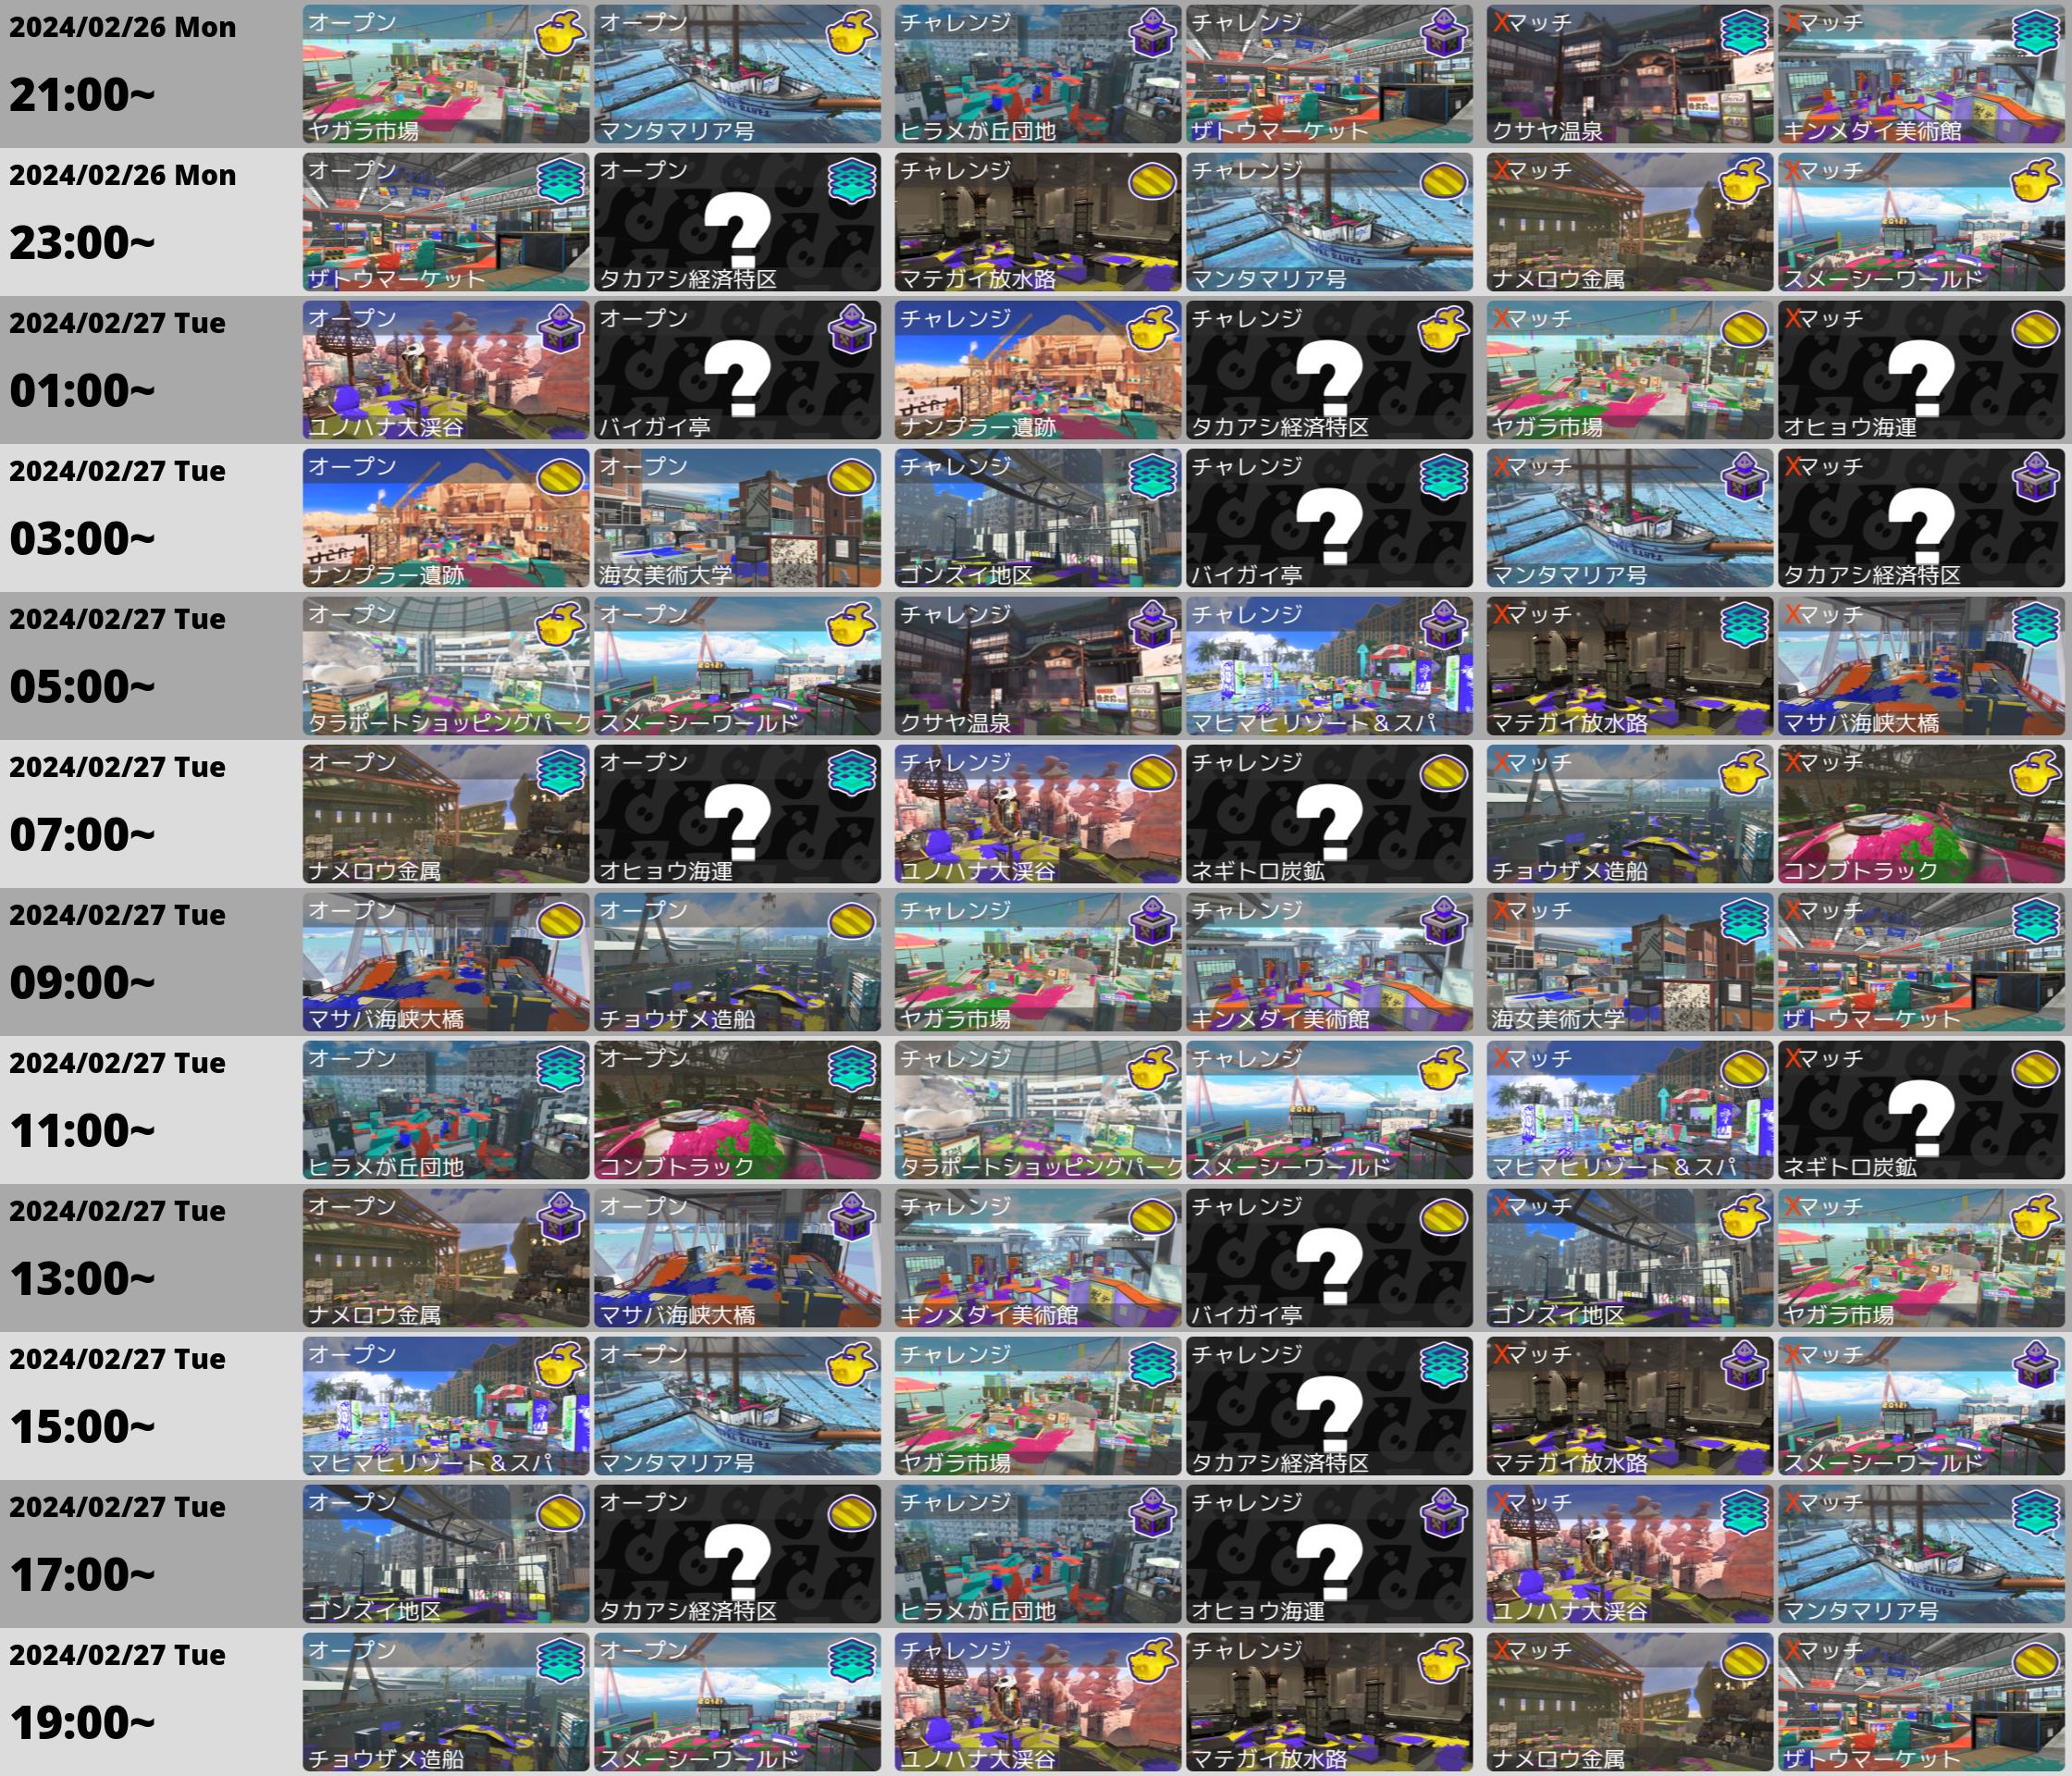 2024/02/26 Mon
21:00~
オープン オープン チャレンジ チャレンジ Xマッチ Xマッチ
ヤガラ市場 マンタマリア号 ヒラメが丘団地 ザトウマーケット クサヤ温泉 キンメダイ美術館
2024/02/26 Mon
23:00~
オープン オープン チャレンジ チャレンジ Xマッチ Xマッチ
?
ザトウマーケット タカアシ経済特区 マテガイ放水路 マンタマリア号 ナメロウ金属 スメーシーワールド
2024/02/27 Tue
01:00~
オープン オープン チャレンジ チャレンジ Xマッチ Xマッチ
? ? ?
ユノハナ大渓谷 バイガイ亭 ナンプラー遺跡 タカアシ経済特区 ヤガラ市場 オヒョウ海運
2024/02/27 Tue
03:00~
オープン オープン チャレンジ チャレンジ Xマッチ Xマッチ
? ?
ナンプラー遺跡 海女美術大学 ゴンズイ地区 バイガイ亭 マンタマリア号 タカアシ経済特区
2024/02/27 Tue
05:00~
オープン オープン チャレンジ チャレンジ Xマッチ Xマッチ
タラポートショッピングパーク スメーシーワールド クサヤ温泉 マヒマヒリゾート＆スパ マテガイ放水路 マサバ海峡大橋
2024/02/27 Tue
07:00~
オープン オープン チャレンジ チャレンジ Xマッチ Xマッチ
? ?
ナメロウ金属 オヒョウ海運 ユノハナ大渓谷 ネギトロ炭鉱 チョウザメ造船 コンブトラック
2024/02/27 Tue
09:00~
オープン オープン チャレンジ チャレンジ Xマッチ Xマッチ
マサバ海峡大橋 チョウザメ造船 ヤガラ市場 キンメダイ美術館 海女美術大学 ザトウマーケット
2024/02/27 Tue
11:00~
オープン オープン チャレンジ チャレンジ Xマッチ Xマッチ
?
ヒラメが丘団地 コンブトラック タラポートショッピングパーク スメーシーワールド マヒマヒリゾート＆スパ ネギトロ炭鉱
2024/02/27 Tue
13:00~
オープン オープン チャレンジ チャレンジ Xマッチ Xマッチ
?
ナメロウ金属 マサバ海峡大橋 キンメダイ美術館 バイガイ亭 ゴンズイ地区 ヤガラ市場
2024/02/27 Tue
15:00~
オープン オープン チャレンジ チャレンジ Xマッチ Xマッチ
?
マヒマヒリゾート＆スパ マンタマリア号 ヤガラ市場 タカアシ経済特区 マテガイ放水路 スメーシーワールド
2024/02/27 Tue
17:00~
オープン オープン チャレンジ チャレンジ Xマッチ Xマッチ
? ?
ゴンズイ地区 タカアシ経済特区 ヒラメが丘団地 オヒョウ海運 ユノハナ大渓谷 マンタマリア号
2024/02/27 Tue
19:00~
オープン オープン チャレンジ チャレンジ Xマッチ Xマッチ
チョウザメ造船 スメーシーワールド ユノハナ大渓谷 マテガイ放水路 ナメロウ金属 ザトウマーケット